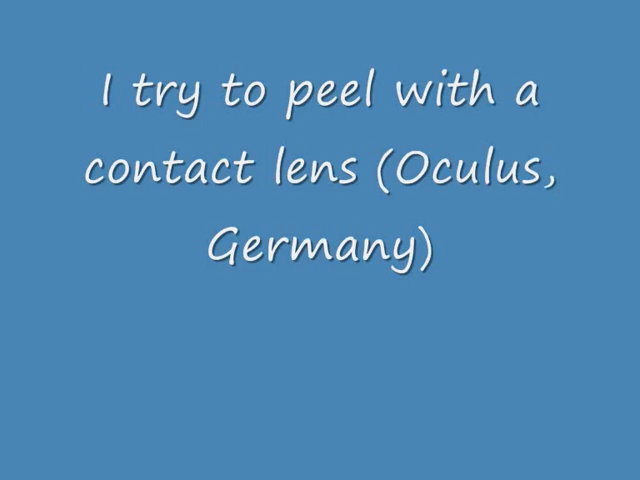 I try to peel with a
contact lens (Oculus,
Germany)